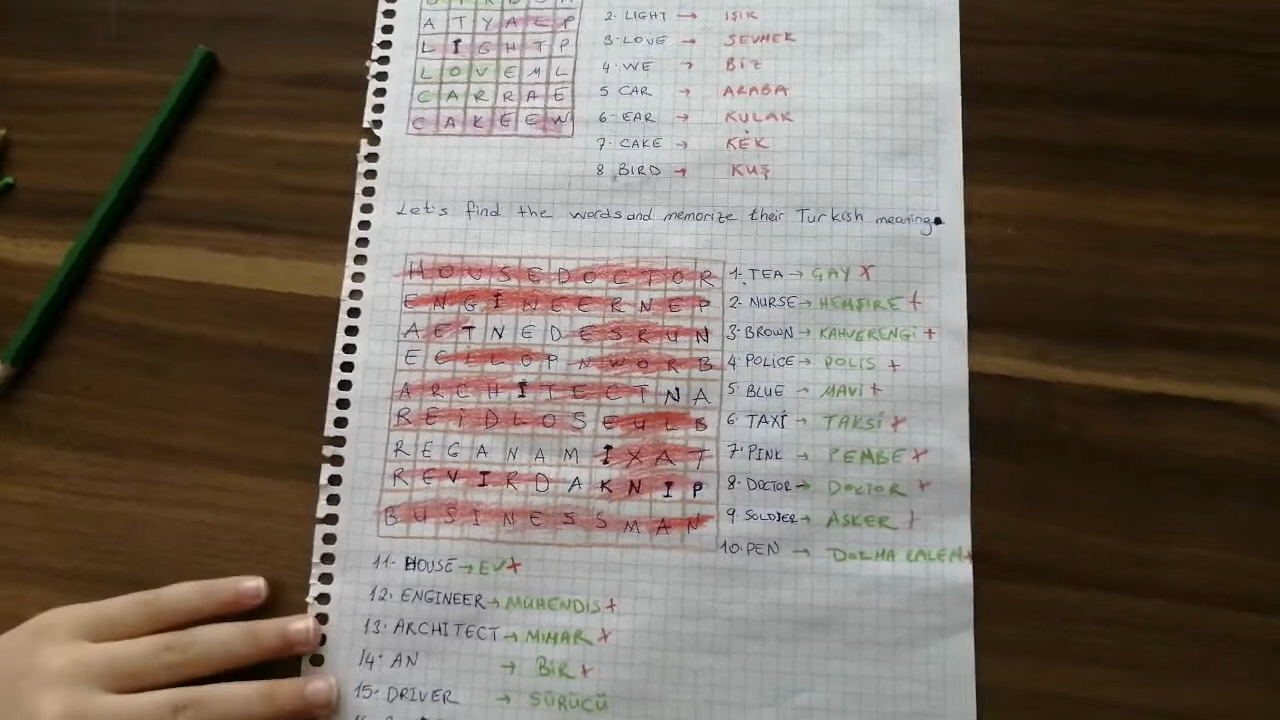 A T Y A L P
2. LIGHT → IŞIK
L I G H T P
3. LOVE → SEVMEK
L O V E M L
4. WE → BİZ
C A R R A E
5 CAR → ARABA
C A K E E W
6- EAR → KULAK
7. CAKE → KEK
8 BIRD → KUŞ
Let's find the words and memorize their Turkish meaning.
H O U S E D O C T O R
1. TEA → ÇAY +
E N G İ N E E R N E P
2. NURSE → HEMŞİRE +
A E T N E D E S R U N
3. BROWN → KAHVERENGİ +
E C I L O P N W O R B
4. POLICE → POLİS +
A R C H I T E C T N A
5. BLUE → MAVİ +
R E İ D L O S E U L B
6. TAXİ → TAKSİ +
R E G A N A M I X A T
7. PINK → PEMBE +
R E V I R D A K N I P
8. DOCTOR → DOKTOR +
B U S I N E S S M A N
9. SOLDIER → ASKER +
10. PEN → DOLMA KALEM +
11. HOUSE → EV +
12. ENGINEER → MÜHENDİS +
13. ARCHITECT → MIMAR +
14. AN → BİR +
15- DRIVER → SÜRÜCÜ